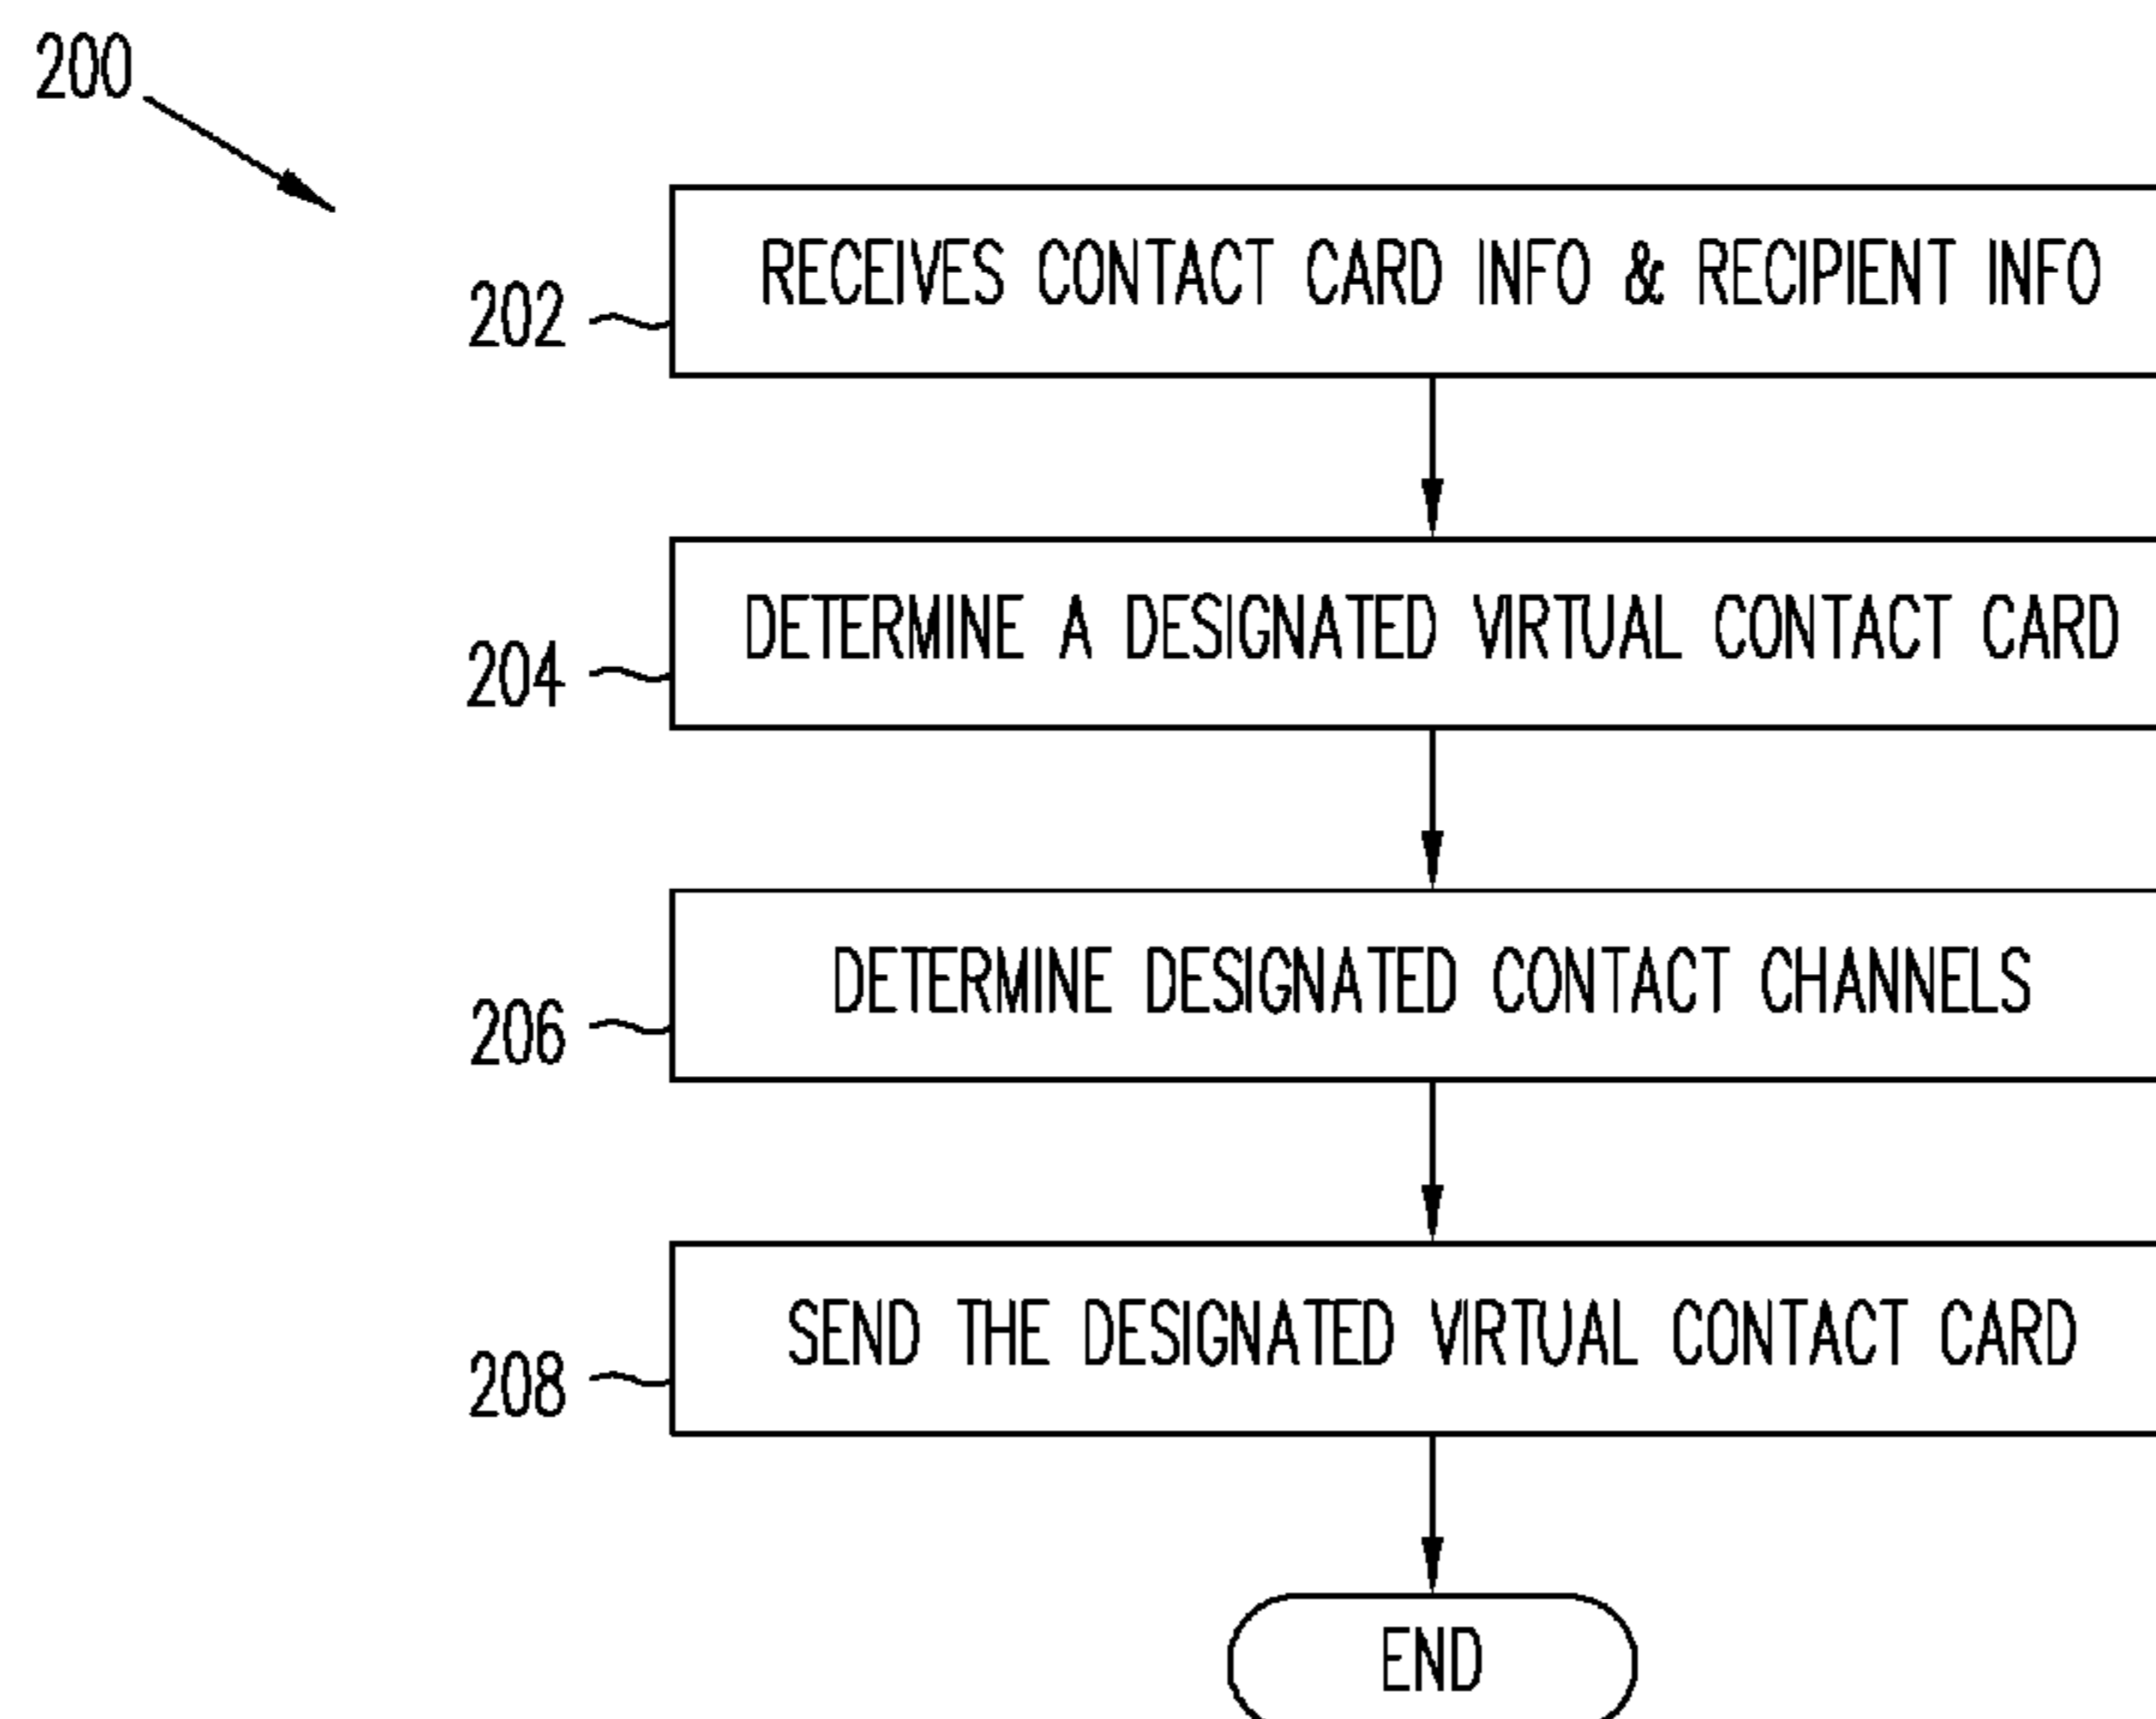 200
202
RECEIVES CONTACT CARD INFO & RECIPIENT INFO
204
DETERMINE A DESIGNATED VIRTUAL CONTACT CARD
206
DETERMINE DESIGNATED CONTACT CHANNELS
208
SEND THE DESIGNATED VIRTUAL CONTACT CARD
END